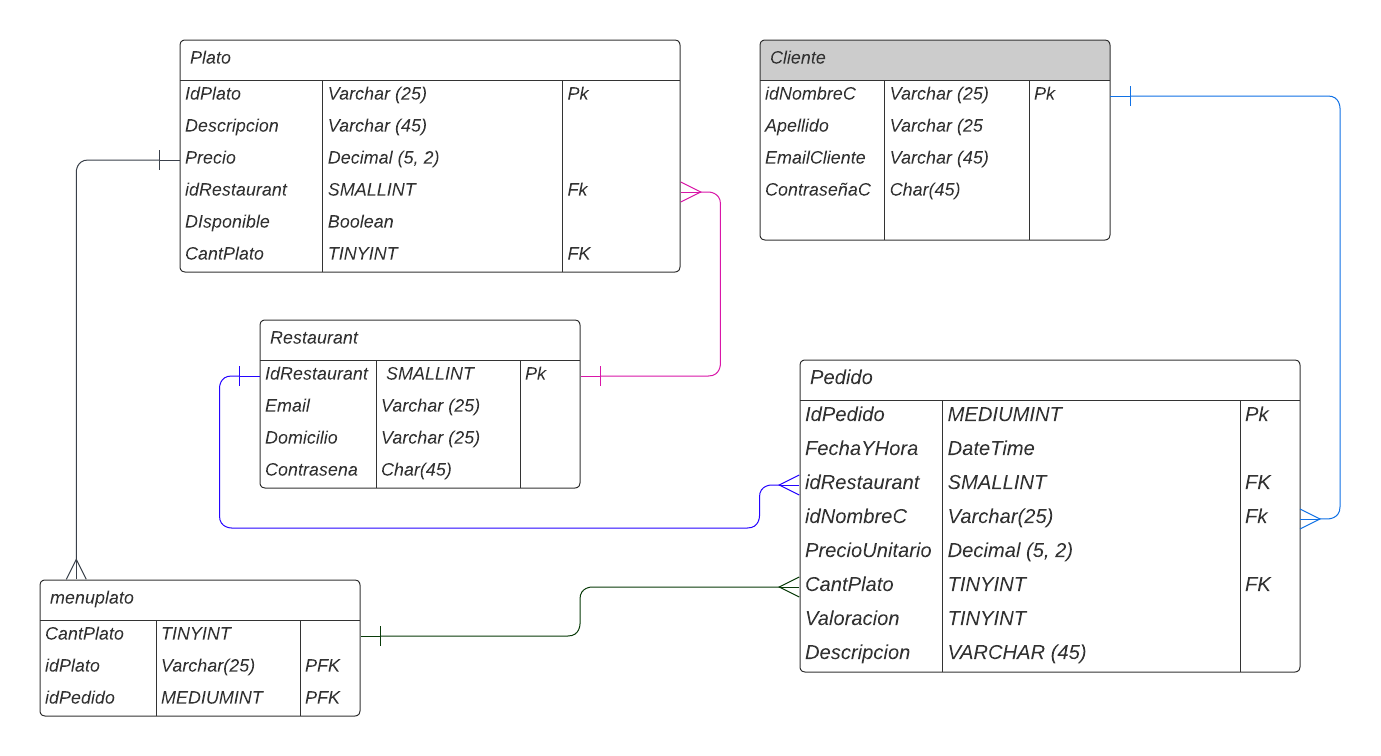 Plato
IdPlato Varchar (25) Pk
Descripcion Varchar (45)
Precio Decimal (5, 2)
idRestaurant SMALLINT Fk
DIsponible Boolean
CantPlato TINYINT FK
Cliente
idNombreC Varchar (25) Pk
Apellido Varchar (25
EmailCliente Varchar (45)
ContraseñaC Char(45)
Restaurant
IdRestaurant SMALLINT Pk
Email Varchar (25)
Domicilio Varchar (25)
Contrasena Char(45)
Pedido
IdPedido MEDIUMINT Pk
FechaYHora DateTime
idRestaurant SMALLINT FK
idNombreC Varchar(25) Fk
PrecioUnitario Decimal (5, 2)
CantPlato TINYINT FK
Valoracion TINYINT
Descripcion VARCHAR (45)
menuplato
CantPlato TINYINT
idPlato Varchar(25) PFK
idPedido MEDIUMINT PFK